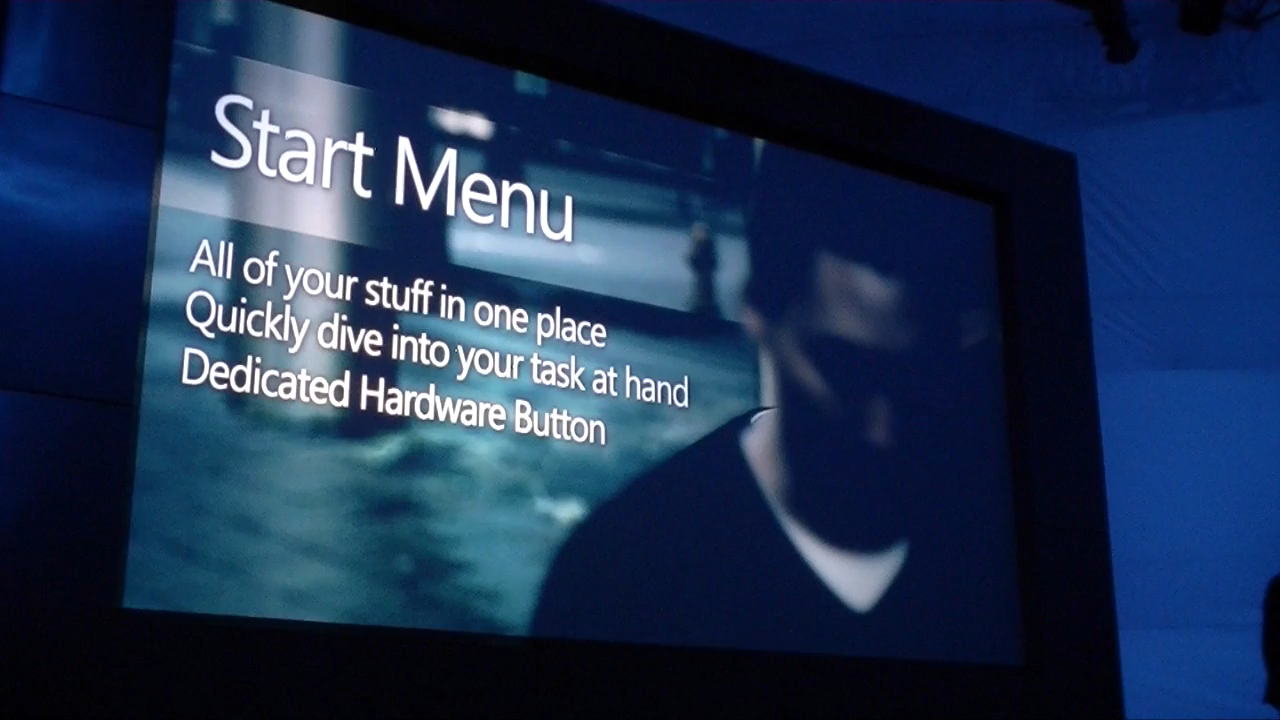 Start Menu
All of your stuff in one place
Quickly dive into your task at hand
Dedicated Hardware Button